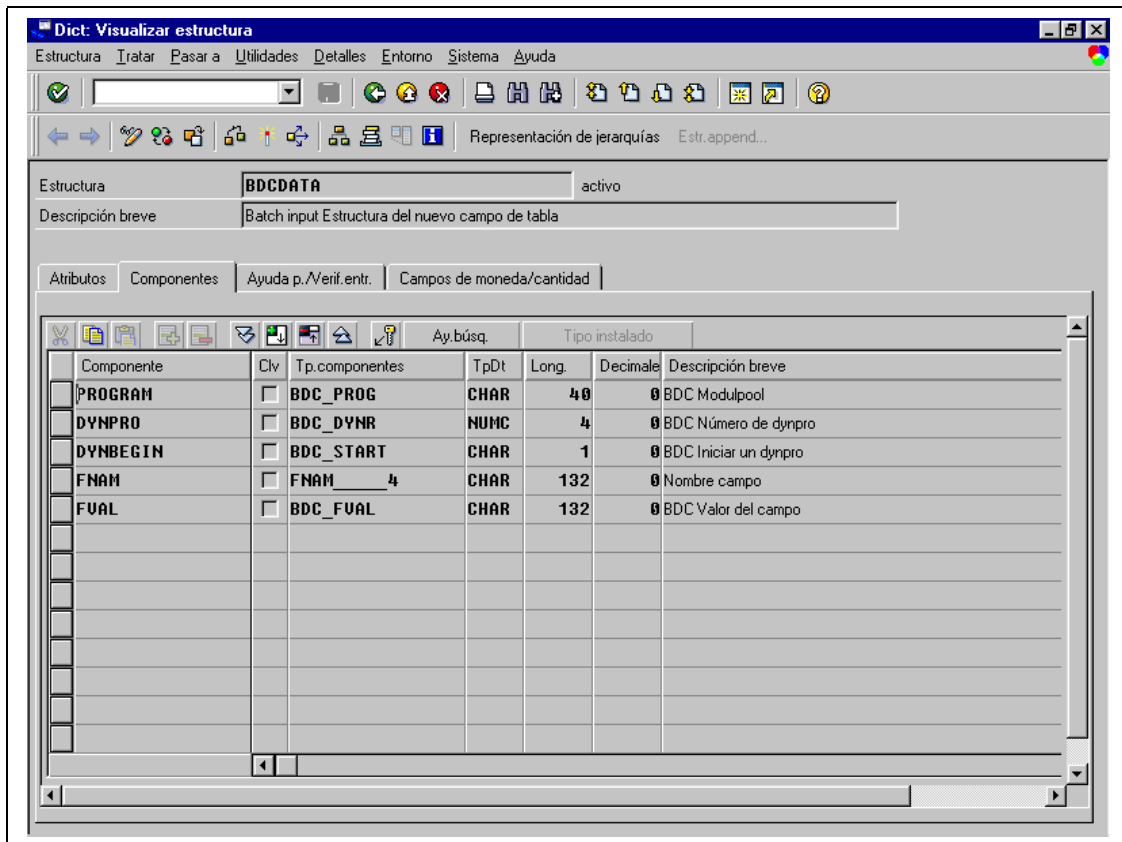 Dict: Visualizar estructura
Estructura Tratar Pasar a Utilidades Detalles Entorno Sistema Ayuda
Representación de jerarquías Estr.append...
Estructura BDCDATA activo
Descripción breve Batch input Estructura del nuevo campo de tabla
Atributos Componentes Ayuda p./Verif.entr. Campos de moneda/cantidad
Ay.búsq. Tipo instalado
Componente Clv Tp.componentes TpDt Long. Decimale Descripción breve
PROGRAM BDC_PROG CHAR 40 0 BDC Modulpool
DYNPRO BDC_DYNR NUMC 4 0 BDC Número de dynpro
DYNBEGIN BDC_START CHAR 1 0 BDC Iniciar un dynpro
FNAM FNAM_____4 CHAR 132 0 Nombre campo
FVAL BDC_FVAL CHAR 132 0 BDC Valor del campo